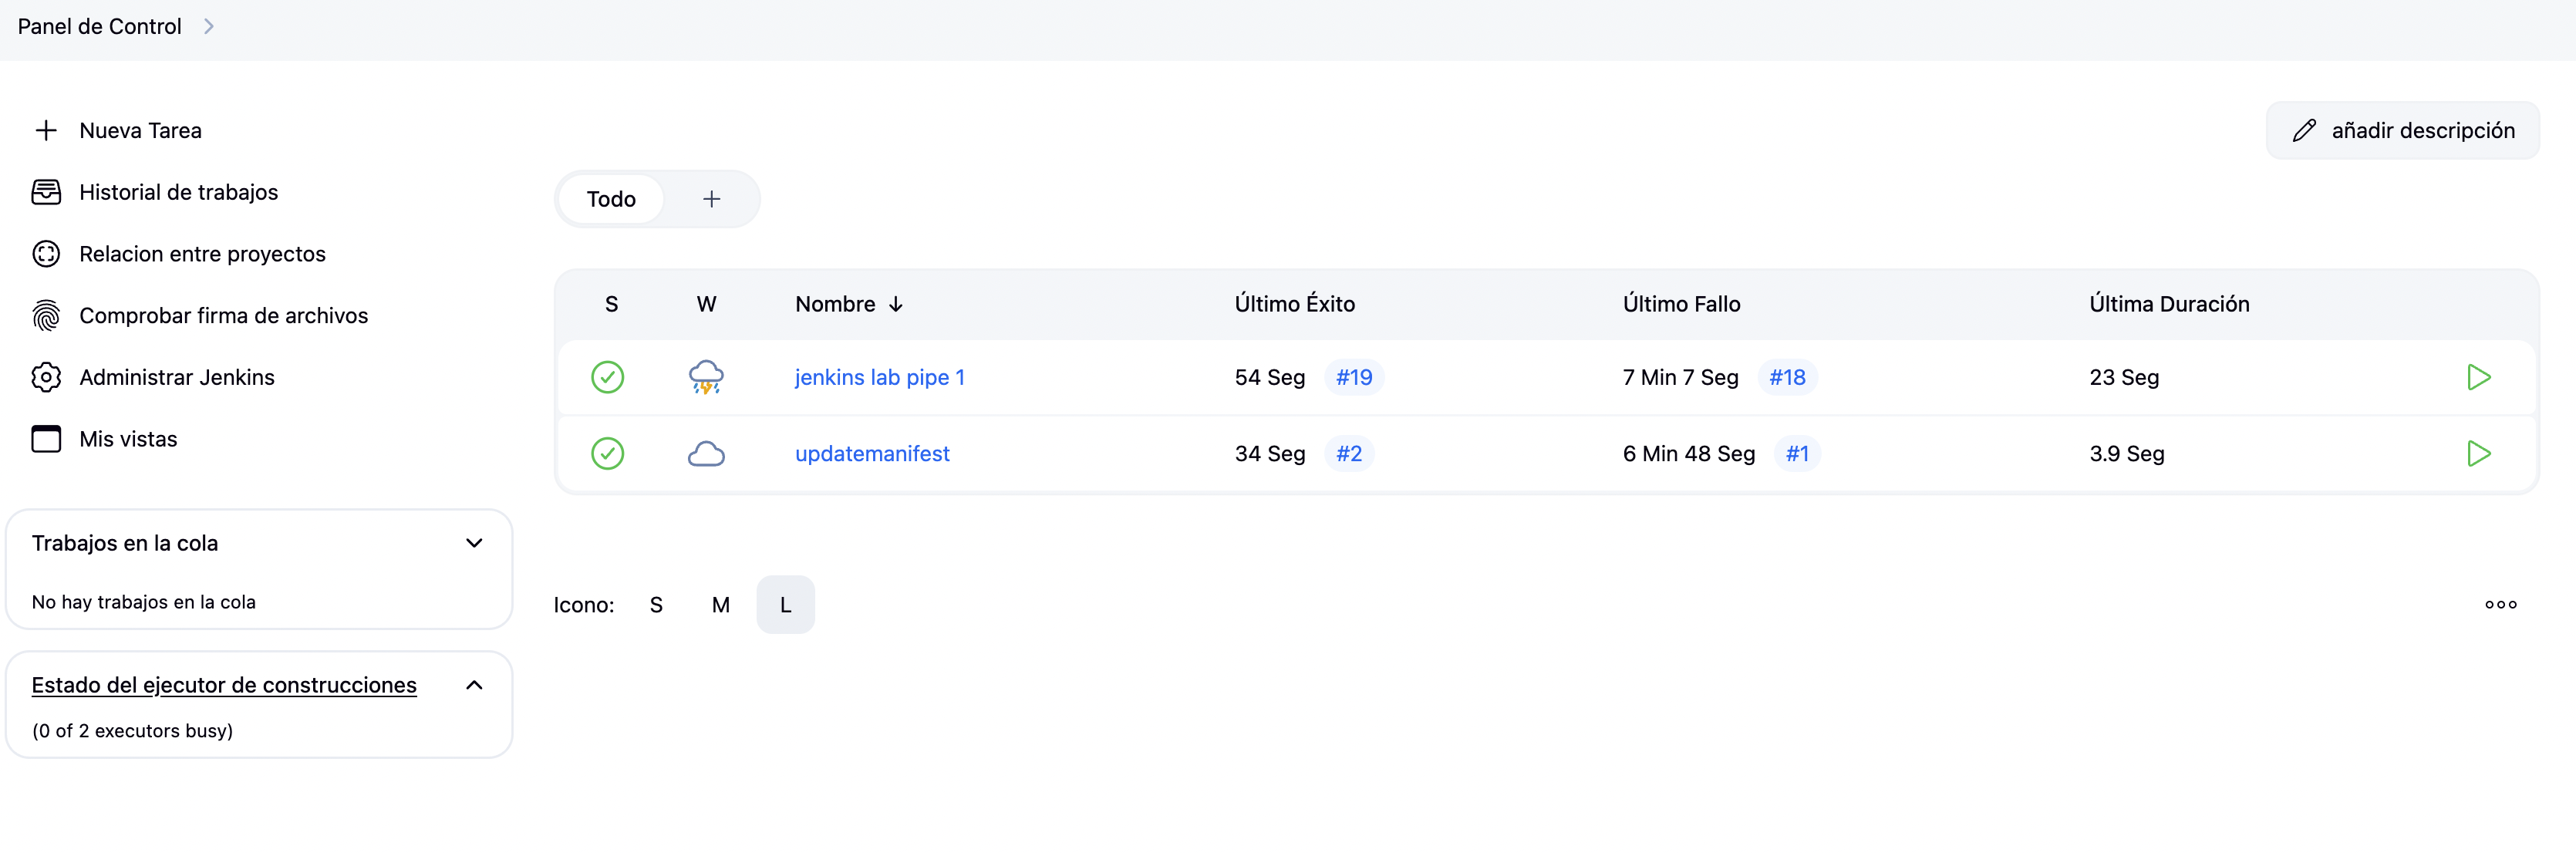 Panel de Control
Nueva Tarea
Historial de trabajos
Relacion entre proyectos
Comprobar firma de archivos
Administrar Jenkins
Mis vistas
Trabajos en la cola
No hay trabajos en la cola
Estado del ejecutor de construcciones
(0 of 2 executors busy)
añadir descripción
Todo +
S W Nombre ↓ Último Éxito Último Fallo Última Duración
jenkins lab pipe 1 54 Seg #19 7 Min 7 Seg #18 23 Seg
updatemanifest 34 Seg #2 6 Min 48 Seg #1 3.9 Seg
Icono: S M L